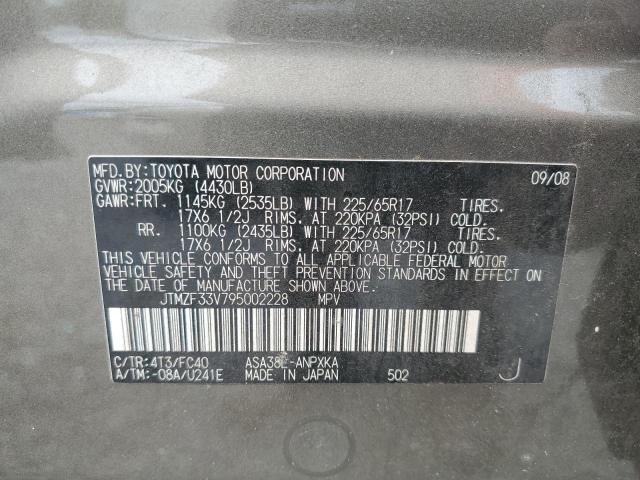 MFD.BY:TOYOTA MOTOR CORPORATION 09/08
GVWR:2005KG (4430LB)
GAWR:FRT. 1145KG (2535LB) WITH 225/65R17 TIRES.
17X6 1/2J RIMS. AT 220KPA (32PSI) COLD.
RR. 1100KG (2435LB) WITH 225/65R17 TIRES.
17X6 1/2J RIMS. AT 220KPA (32PSI) COLD.
THIS VEHICLE CONFORMS TO ALL APPLICABLE FEDERAL MOTOR
VEHICLE SAFETY AND THEFT PREVENTION STANDARDS IN EFFECT ON
THE DATE OF MANUFACTURE SHOWN ABOVE.
JTMZF33V795002228 MPV
C/TR:4T3/FC40 ASA38L-ANPXKA
A/TM:-08A/U241E MADE IN JAPAN 502 J